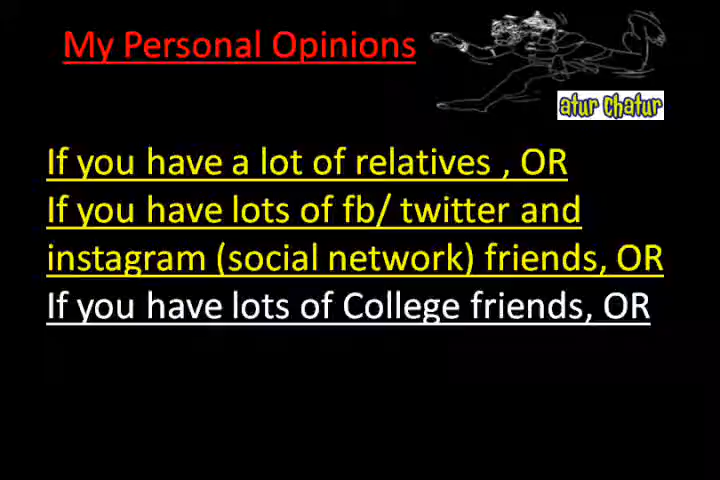 My Personal Opinions
atur chatur
If you have a lot of relatives , OR
If you have lots of fb/ twitter and
instagram (social network) friends, OR
If you have lots of College friends, OR